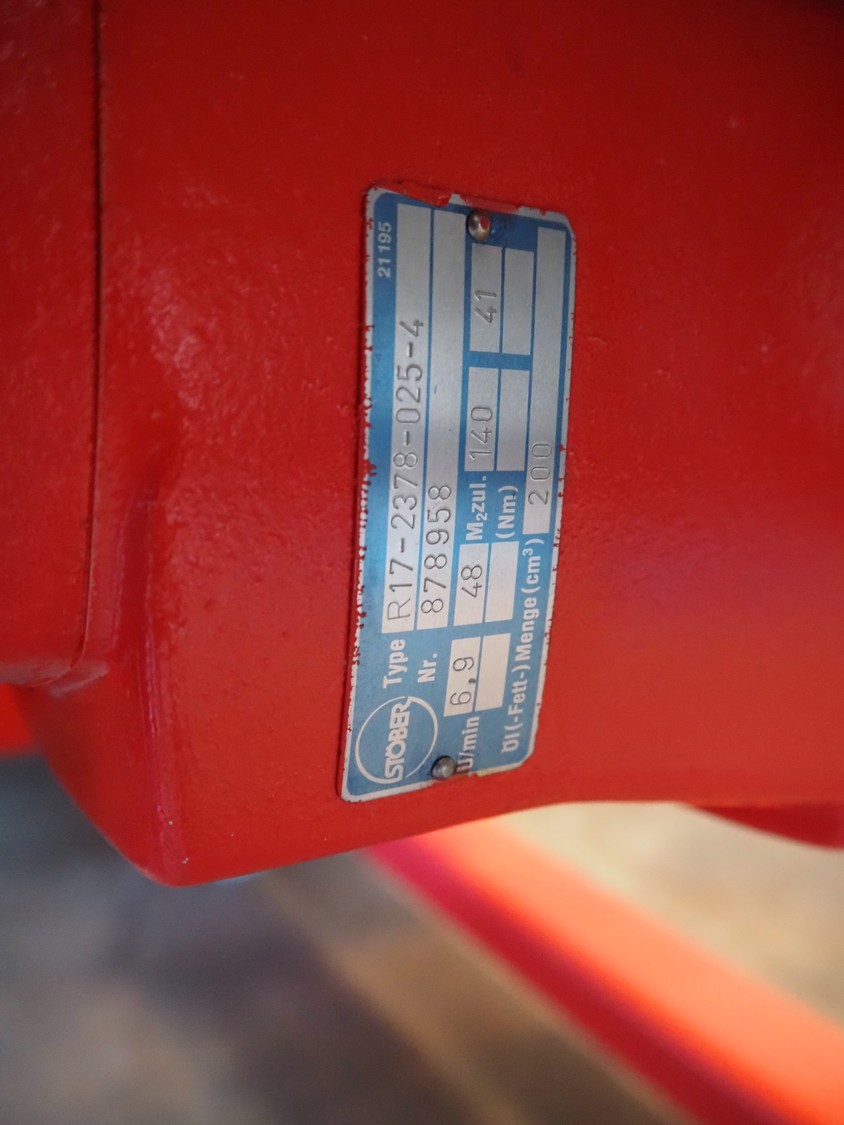 21195
STÖBER
Type R17-2378-025-4
Nr. 878958
U/min 6,9 48 M₂zul. 140 41
(Nm)
Öl(-Fett-)Menge(cm³) 200